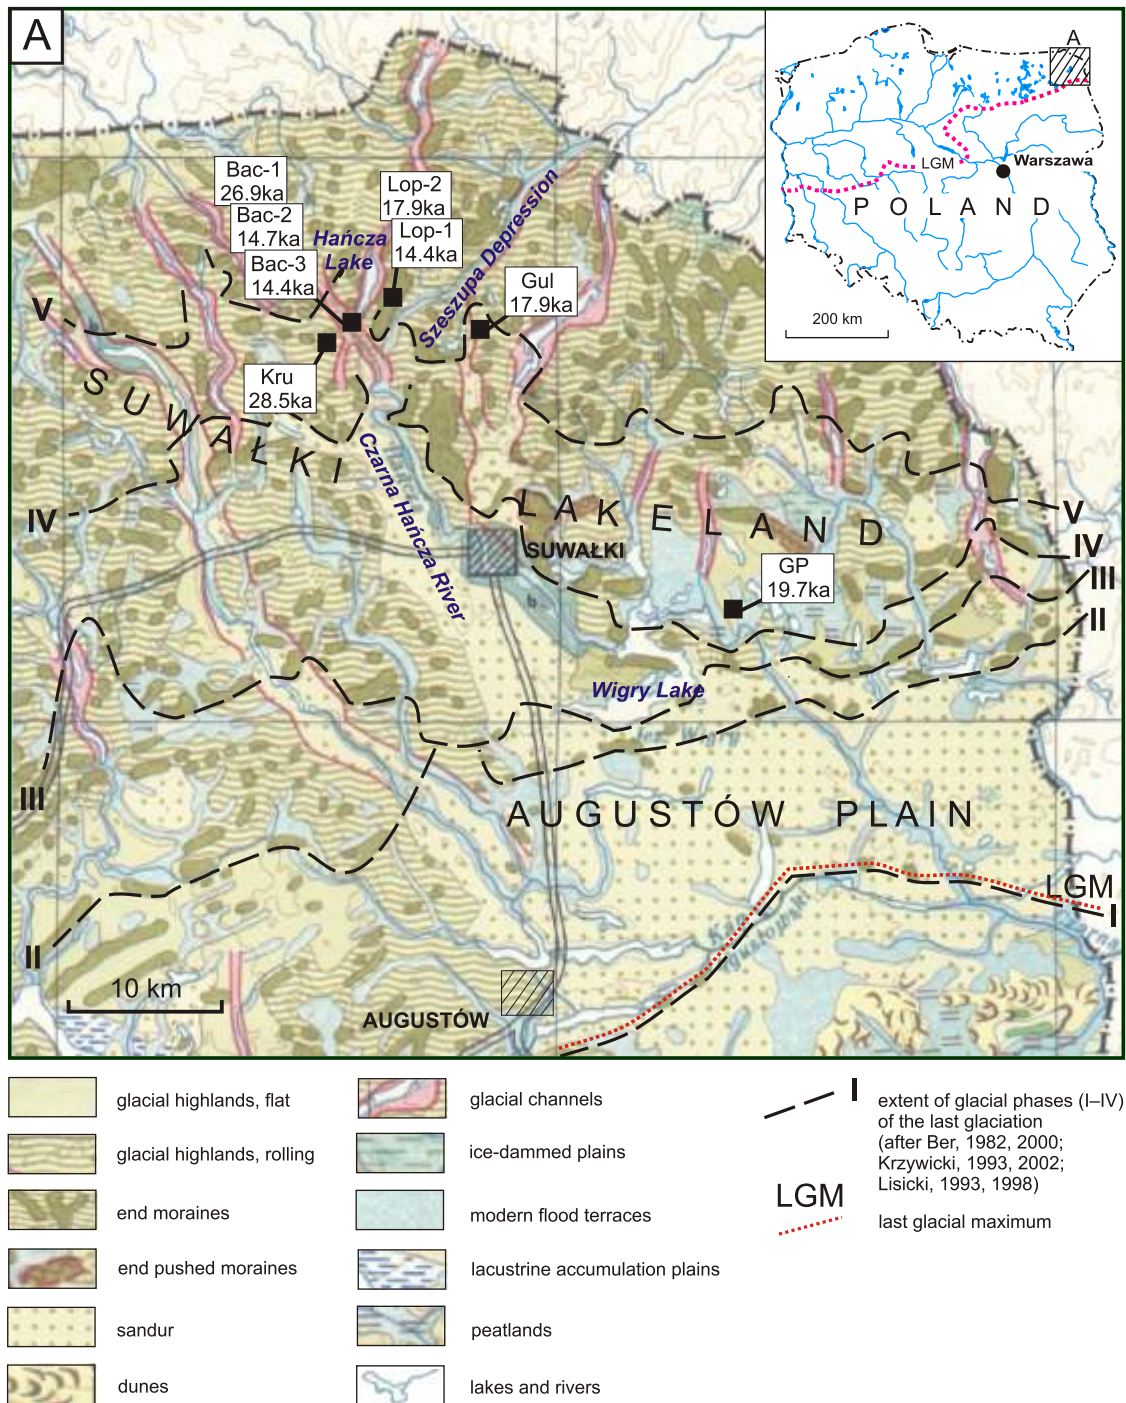 A
A
LGM
Warszawa
P O L A N D
200 km
Bac-1
26.9ka
Bac-2
14.7ka
Bac-3
14.4ka
Lop-2
17.9ka
Lop-1
14.4ka
Hańcza
Lake
Szeszupa Depression
Gul
17.9ka
Kru
28.5ka
V
SUWAŁKI
LAKELAND
IV
Czarna Hańcza River
SUWAŁKI
GP
19.7ka
V
IV
III
II
Wigry Lake
III
AUGUSTÓW PLAIN
LGM
I
II
10 km
AUGUSTÓW
glacial highlands, flat
glacial highlands, rolling
end moraines
end pushed moraines
sandur
dunes
glacial channels
ice-dammed plains
modern flood terraces
lacustrine accumulation plains
peatlands
lakes and rivers
I
extent of glacial phases (I–IV)
of the last glaciation
(after Ber, 1982, 2000;
Krzywicki, 1993, 2002;
Lisicki, 1993, 1998)
LGM
last glacial maximum